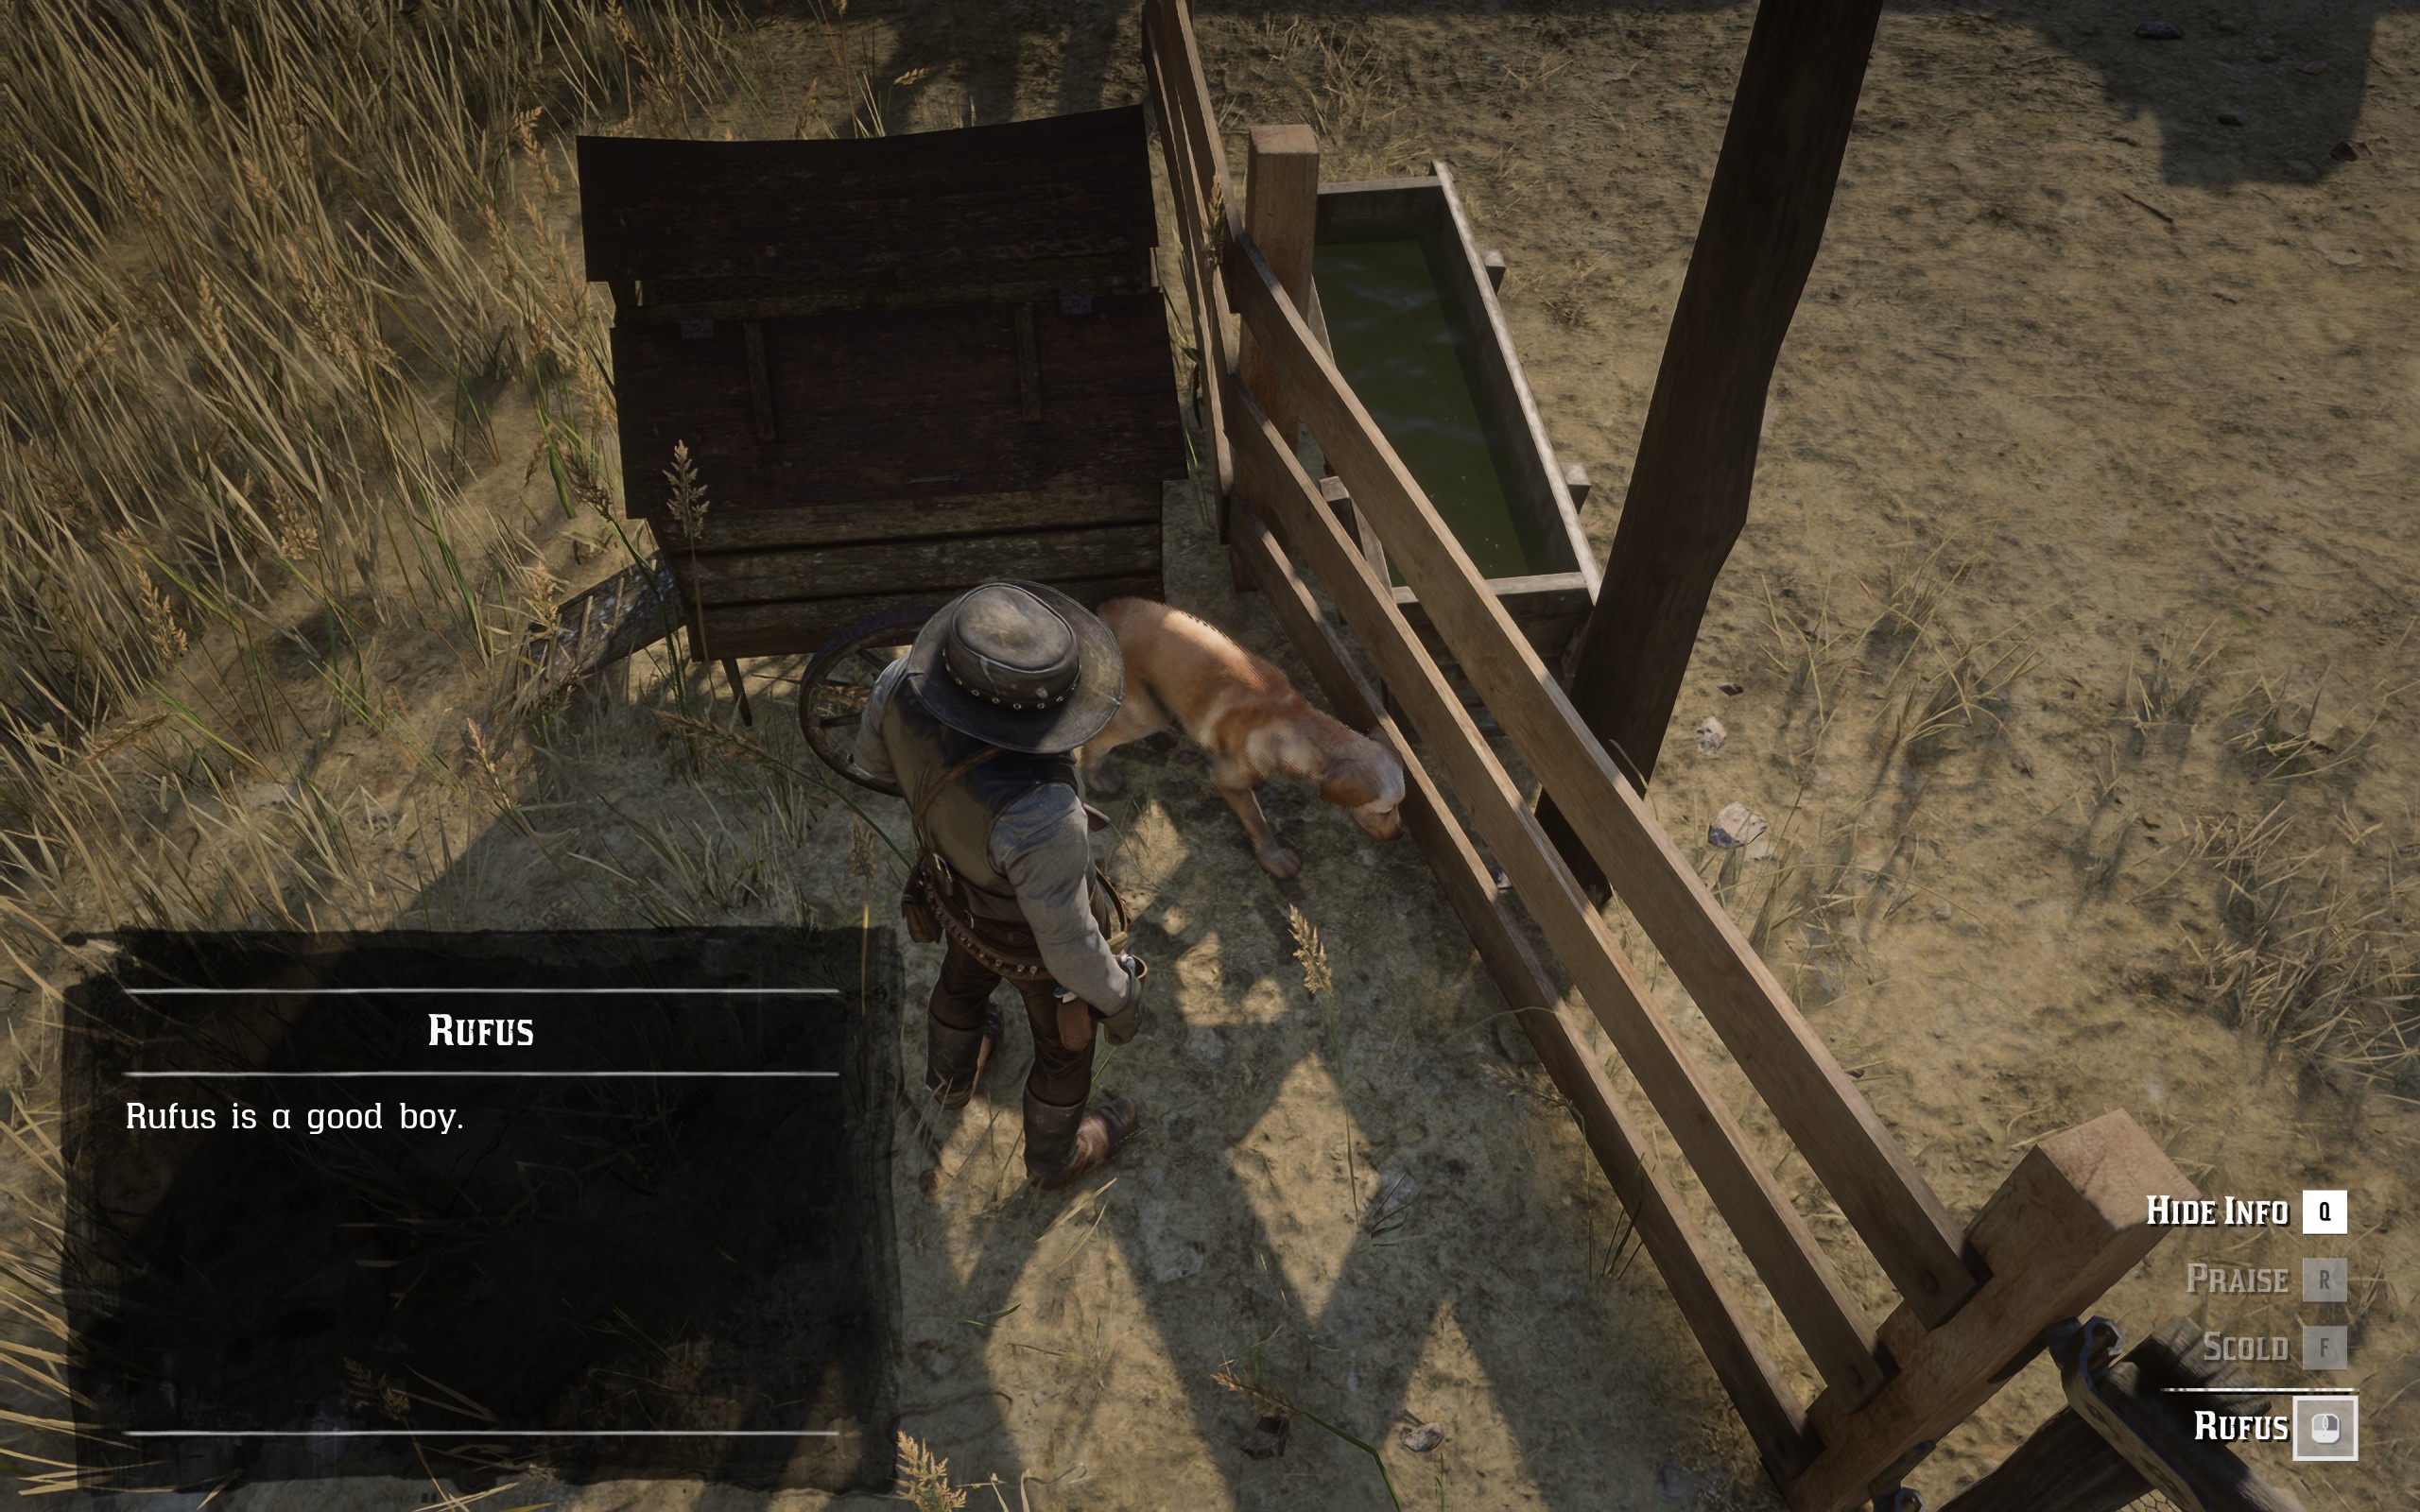 Rufus
Rufus is a good boy.
Hide Info Q
Praise R
Scold F
Rufus